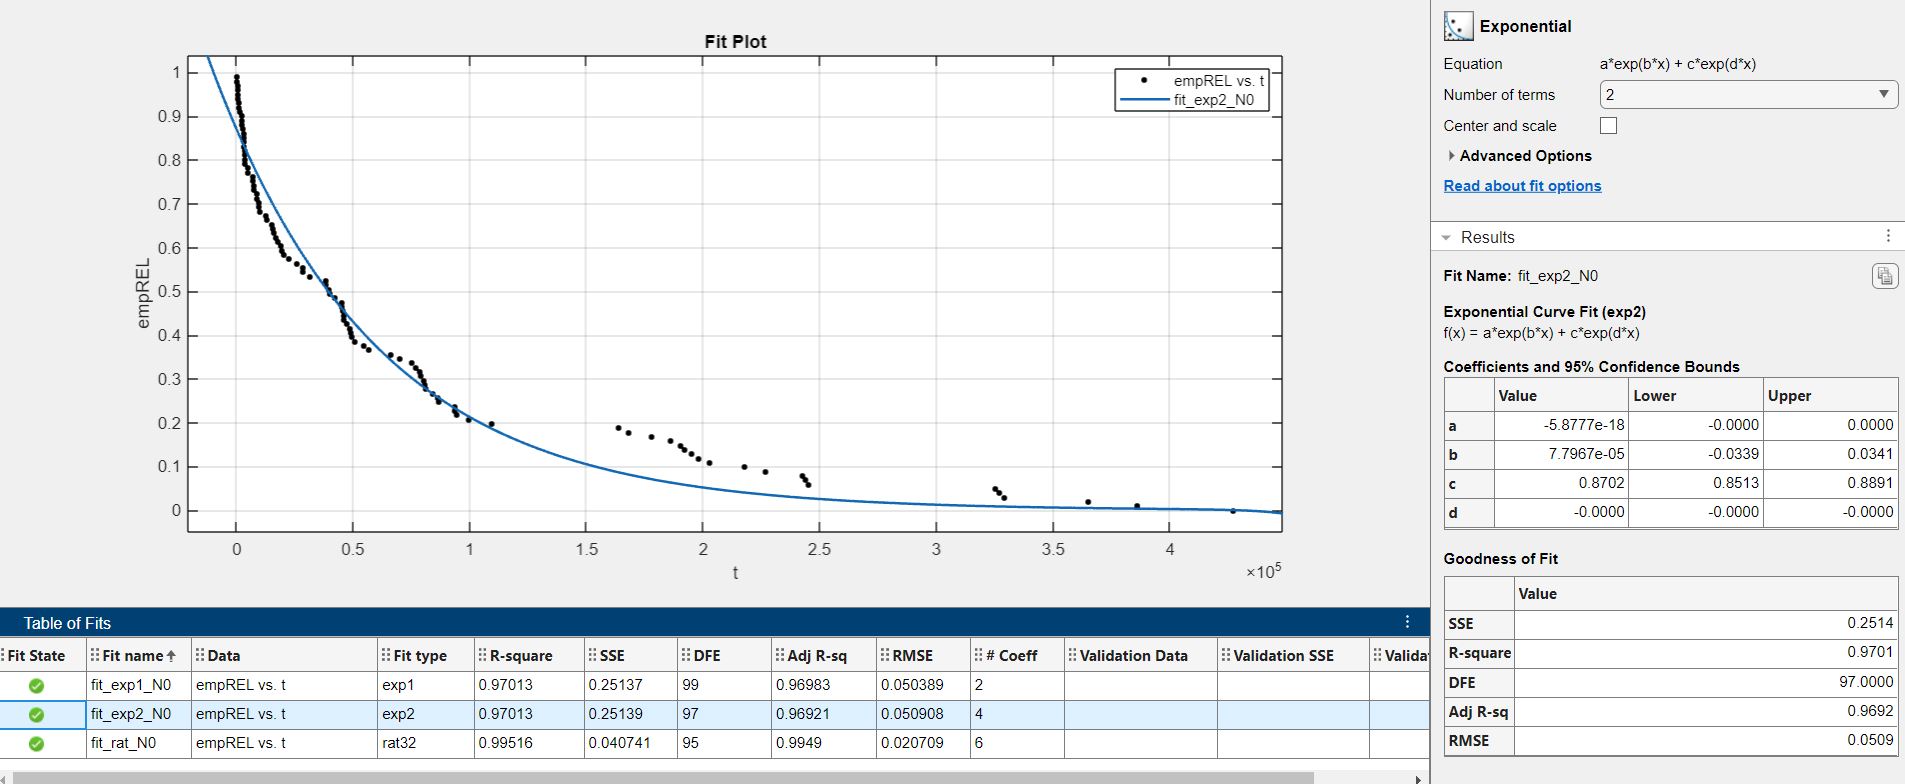 Fit Plot
empREL vs. t
fit_exp2_N0
1
0.9
0.8
0.7
0.6
0.5
0.4
0.3
0.2
0.1
0
empREL
0 0.5 1 1.5 2 2.5 3 3.5 4
t
×10⁵
Exponential
Equation a*exp(b*x) + c*exp(d*x)
Number of terms 2
Center and scale
Advanced Options
Read about fit options
Results
Fit Name: fit_exp2_N0
Exponential Curve Fit (exp2)
f(x) = a*exp(b*x) + c*exp(d*x)
Coefficients and 95% Confidence Bounds
Value Lower Upper
a -5.8777e-18 -0.0000 0.0000
b 7.7967e-05 -0.0339 0.0341
c 0.8702 0.8513 0.8891
d -0.0000 -0.0000 -0.0000
Goodness of Fit
Value
SSE 0.2514
R-square 0.9701
DFE 97.0000
Adj R-sq 0.9692
RMSE 0.0509
Table of Fits
Fit State Fit name Data Fit type R-square SSE DFE Adj R-sq RMSE # Coeff Validation Data Validation SSE Valida
fit_exp1_N0 empREL vs. t exp1 0.97013 0.25137 99 0.96983 0.050389 2
fit_exp2_N0 empREL vs. t exp2 0.97013 0.25139 97 0.96921 0.050908 4
fit_rat_N0 empREL vs. t rat32 0.99516 0.040741 95 0.9949 0.020709 6